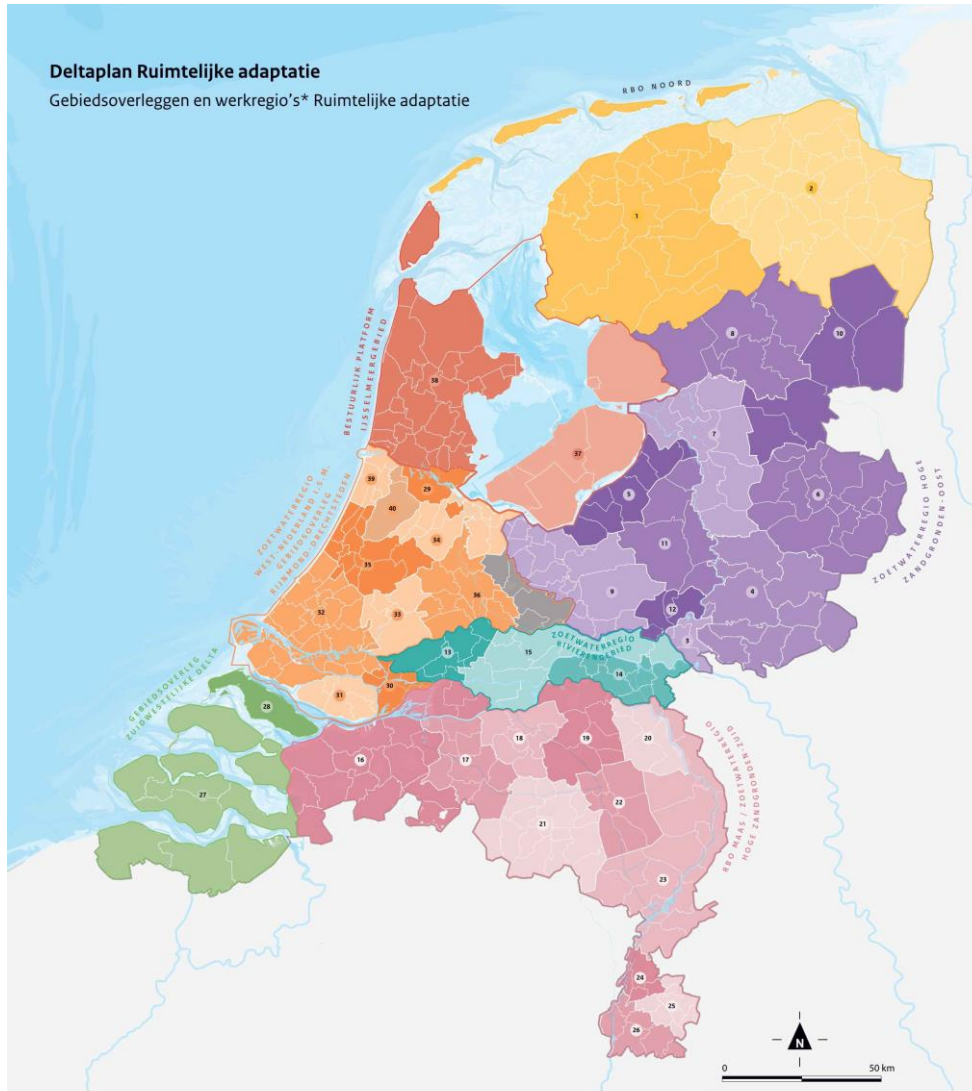 Deltaplan Ruimtelijke adaptatie
Gebiedsoverleggen en werkregio's* Ruimtelijke adaptatie
RBO NOORD
1
2
8
10
BESTUURLIJK PLATFORM
IJSSELMEERGEBIED
38
37
7
5
6
ZOETWATERREGIO HOGE
ZANDGRONDEN-OOST
39
29
40
34
11
35
36
9
4
12
ZOETWATERREGIO
WEST-NEDERLAND I.S.M.
GEBIEDSOVERLEG
RIJNMOND-DRECHTSTEDEN
32
33
3
13
15
ZOETWATERREGIO
RIVIERENGEBIED
14
30
31
GEBIEDSOVERLEG
ZUIDWESTELIJKE DELTA
28
27
16
17
18
19
20
21
22
23
RBO MAAS / ZOETWATERREGIO
HOGE ZANDGRONDEN-ZUID
24
25
26
N
0
50 km